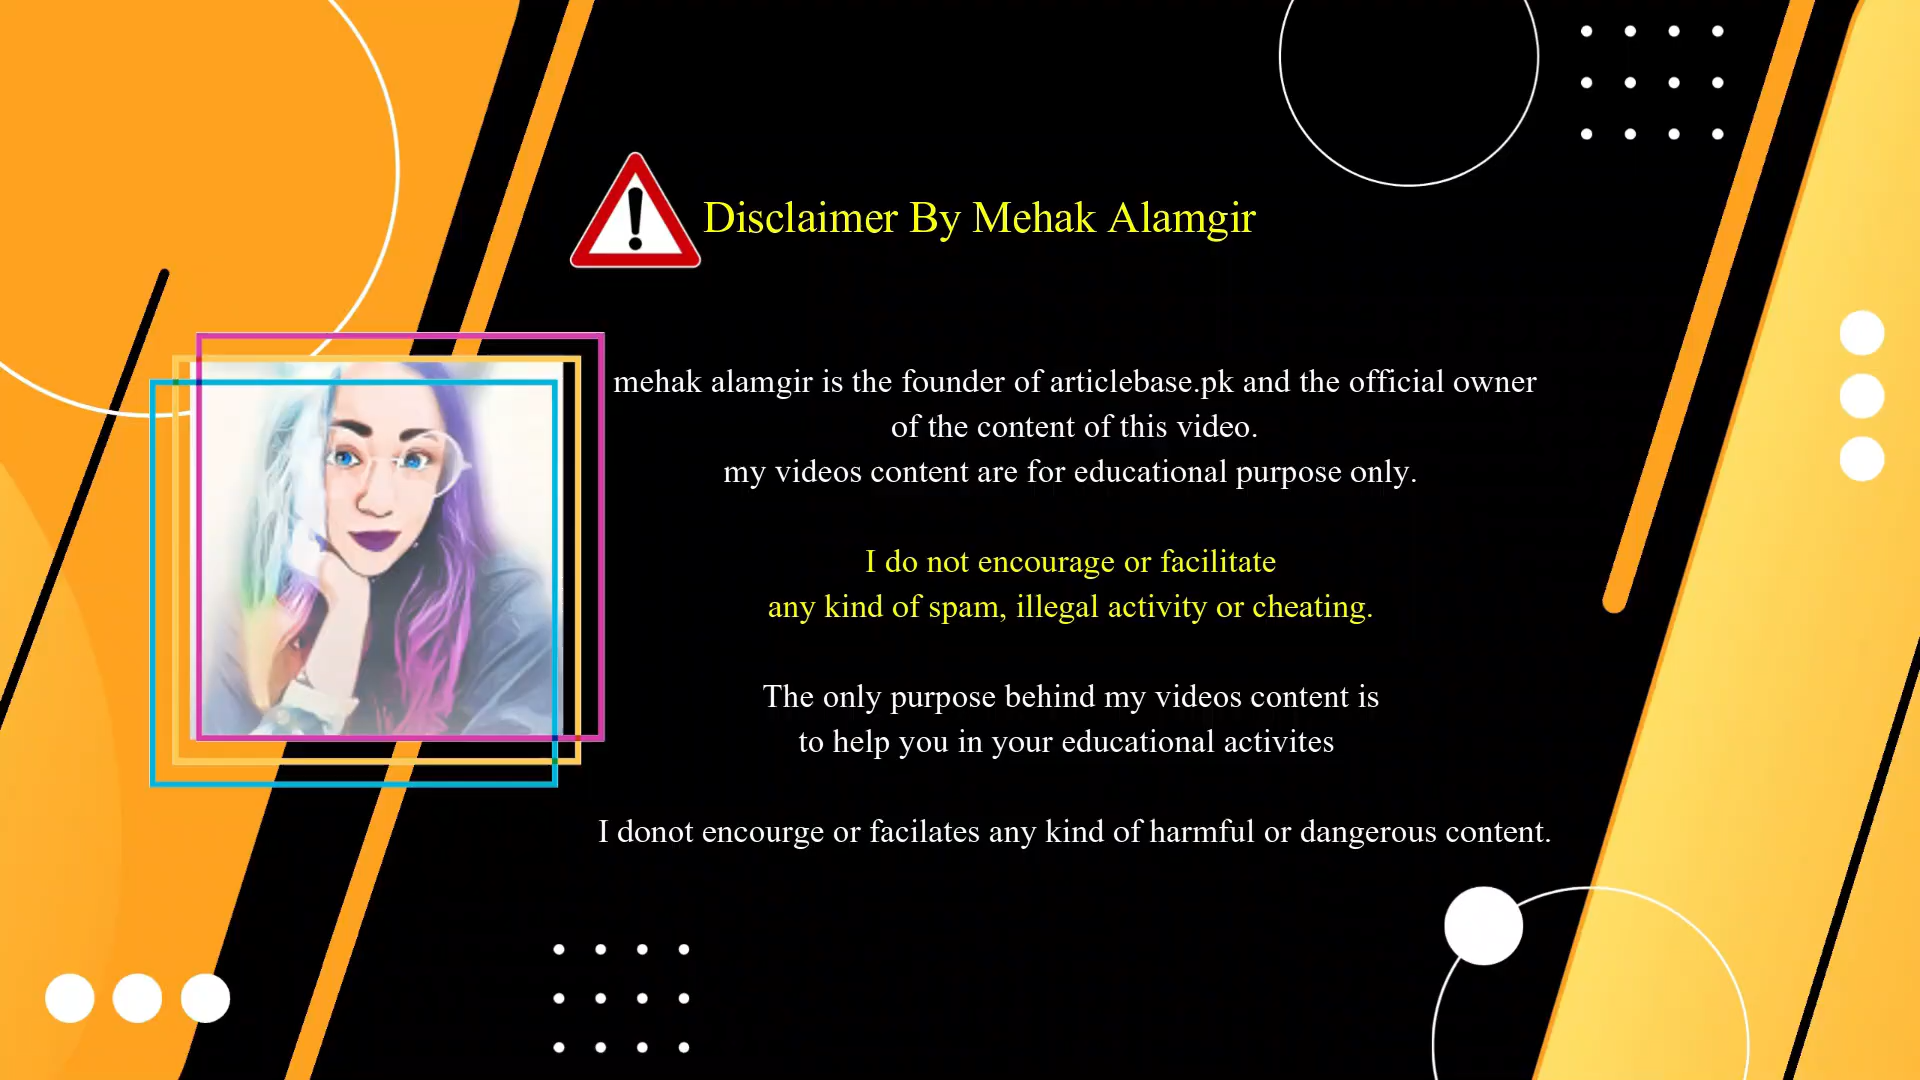 Disclaimer By Mehak Alamgir
mehak alamgir is the founder of articlebase.pk and the official owner
of the content of this video.
my videos content are for educational purpose only.
I do not encourage or facilitate
any kind of spam, illegal activity or cheating.
The only purpose behind my videos content is
to help you in your educational activites
I donot encourge or facilates any kind of harmful or dangerous content.